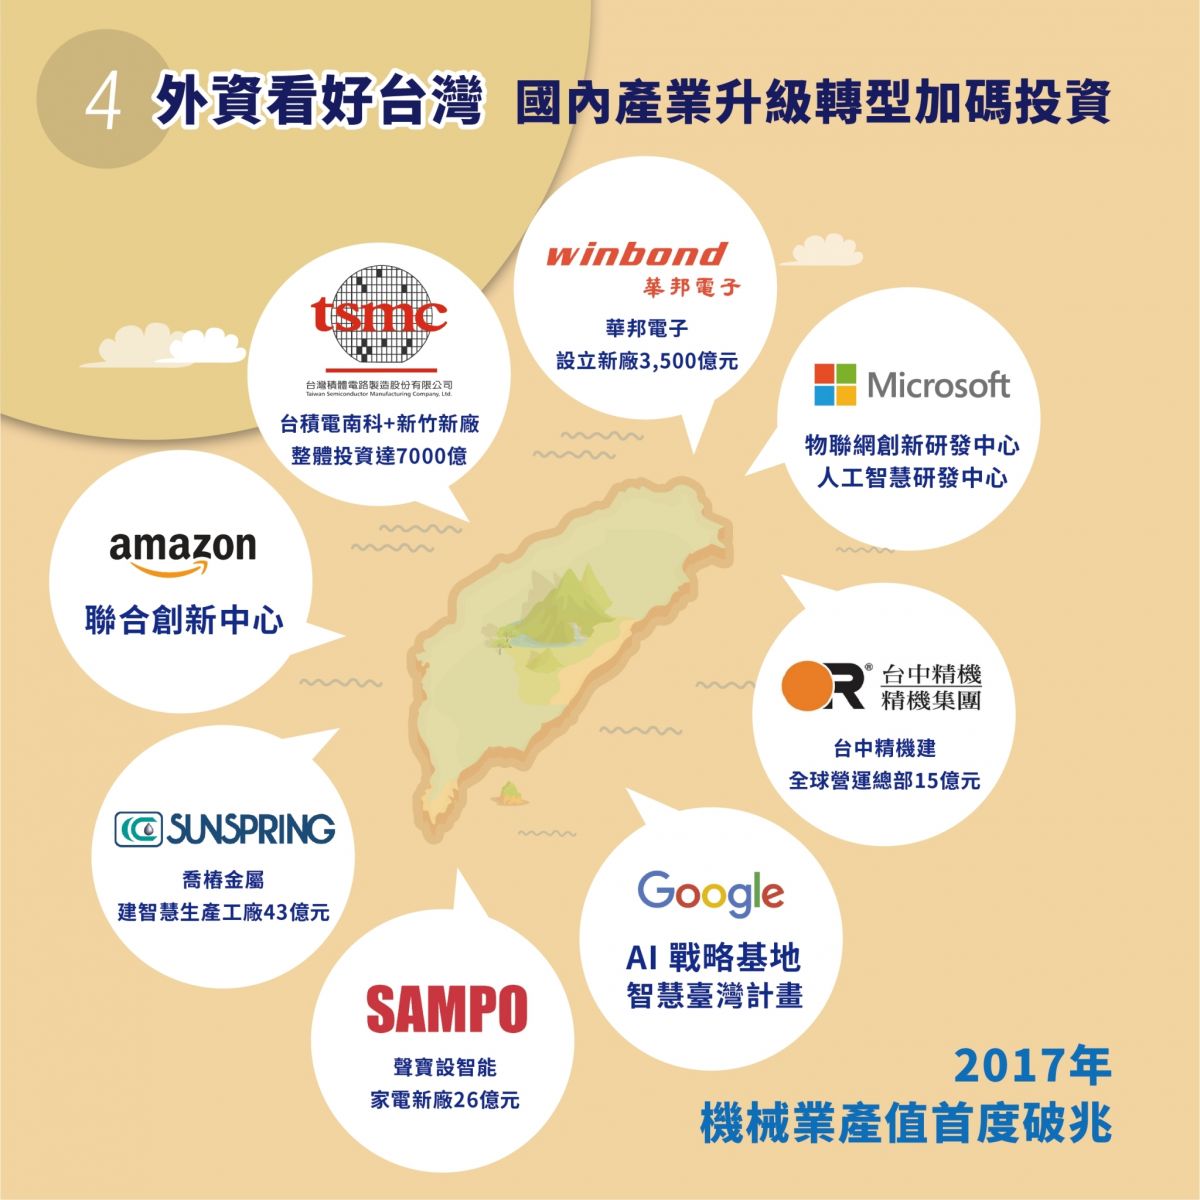 4 外資看好台灣 國內產業升級轉型加碼投資
winbond
華邦電子
華邦電子
設立新廠3,500億元
tsmc
台灣積體電路製造股份有限公司
Taiwan Semiconductor Manufacturing Company, Ltd.
台積電南科+新竹新廠
整體投資達7000億
Microsoft
物聯網創新研發中心
人工智慧研發中心
amazon
聯合創新中心
R® 台中精機
精機集團
台中精機建
全球營運總部15億元
SUNSPRING
喬椿金屬
建智慧生產工廠43億元
Google
AI 戰略基地
智慧臺灣計畫
SAMPO
聲寶設智能
家電新廠26億元
2017年
機械業產值首度破兆